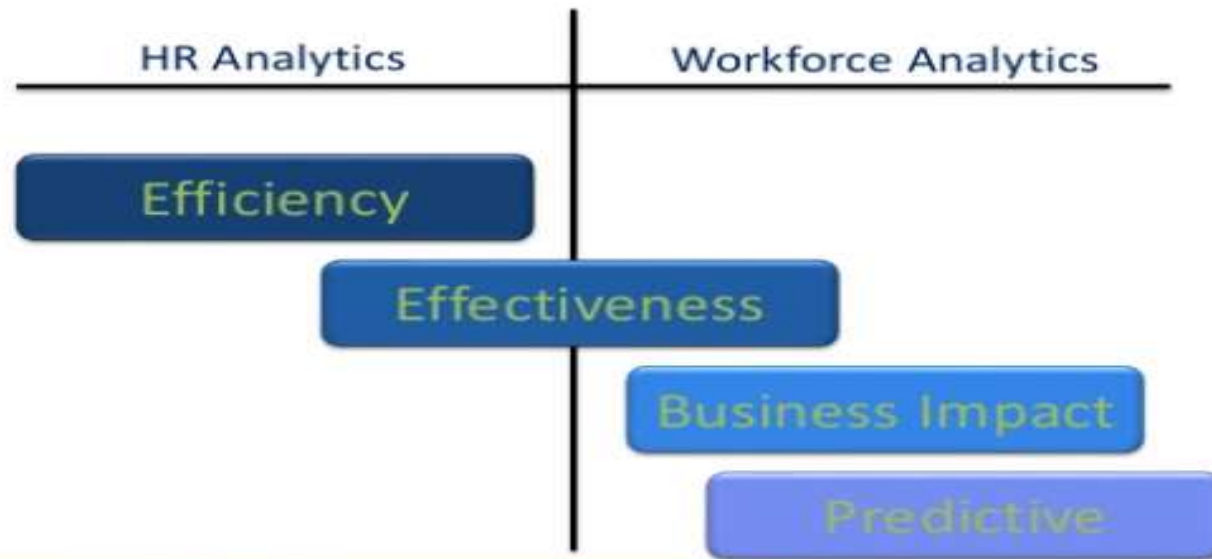 HR Analytics
Workforce Analytics
Efficiency
Effectiveness
Business Impact
Predictive